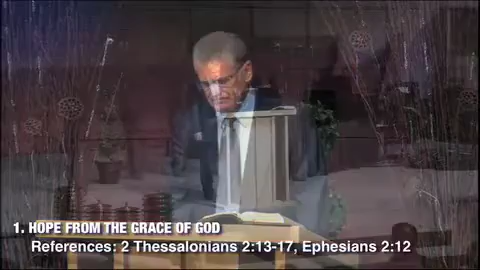 1. HOPE FROM THE GRACE OF GOD
References: 2 Thessalonians 2:13-17, Ephesians 2:12